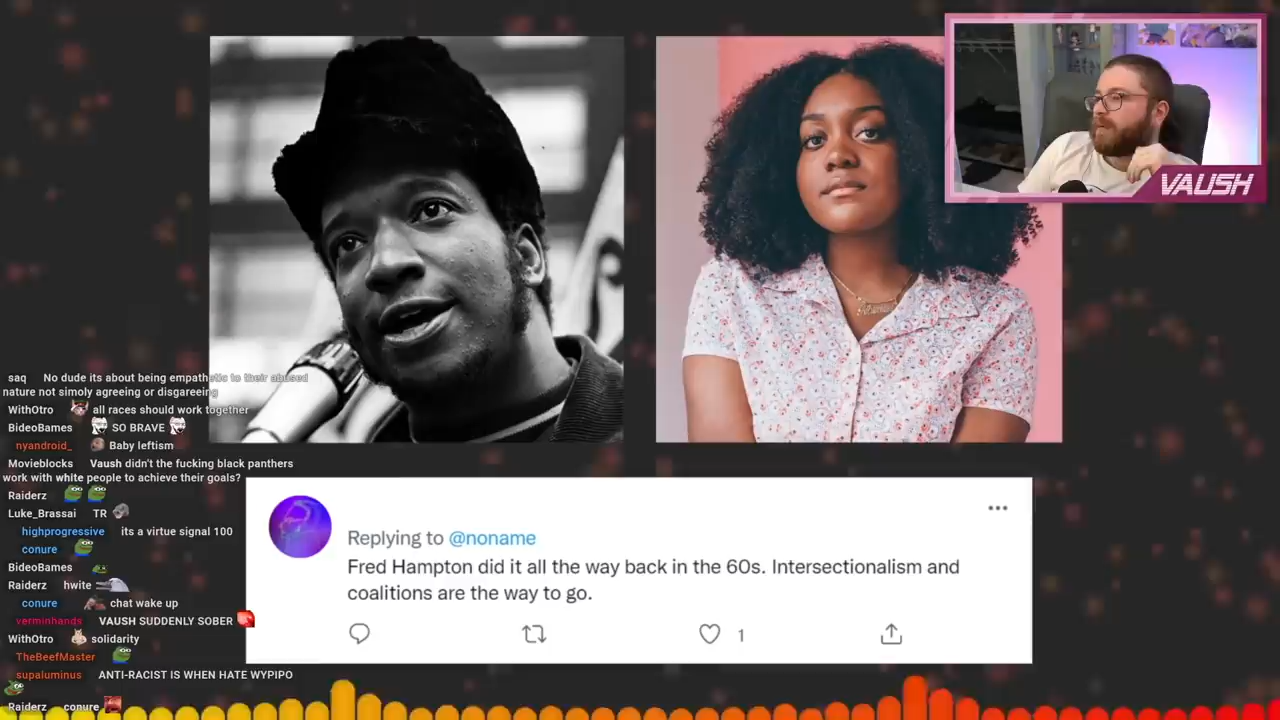 VAUSH
saq No dude its about being empathetic to their abused
nature not simoly agreeing or disgareeing
WithOtro all races should work together
BideoBames SO BRAVE
nyandroid_ Baby leftism
Movieblocks Vaush didn't the fucking black panthers
work with white people to achieve their goals?
Raiderz
Luke_Brassai TR
highprogressive its a virtue signal 100
conure
BideoBames
Raiderz hwite
conure chat wake up
verminhands VAUSH SUDDENLY SOBER
WithOtro solidarity
TheBeefMaster
supaluminus ANTI-RACIST IS WHEN HATE WYPIPO
Raiderz conure
Replying to @noname
Fred Hampton did it all the way back in the 60s. Intersectionalism and
coalitions are the way to go.
1